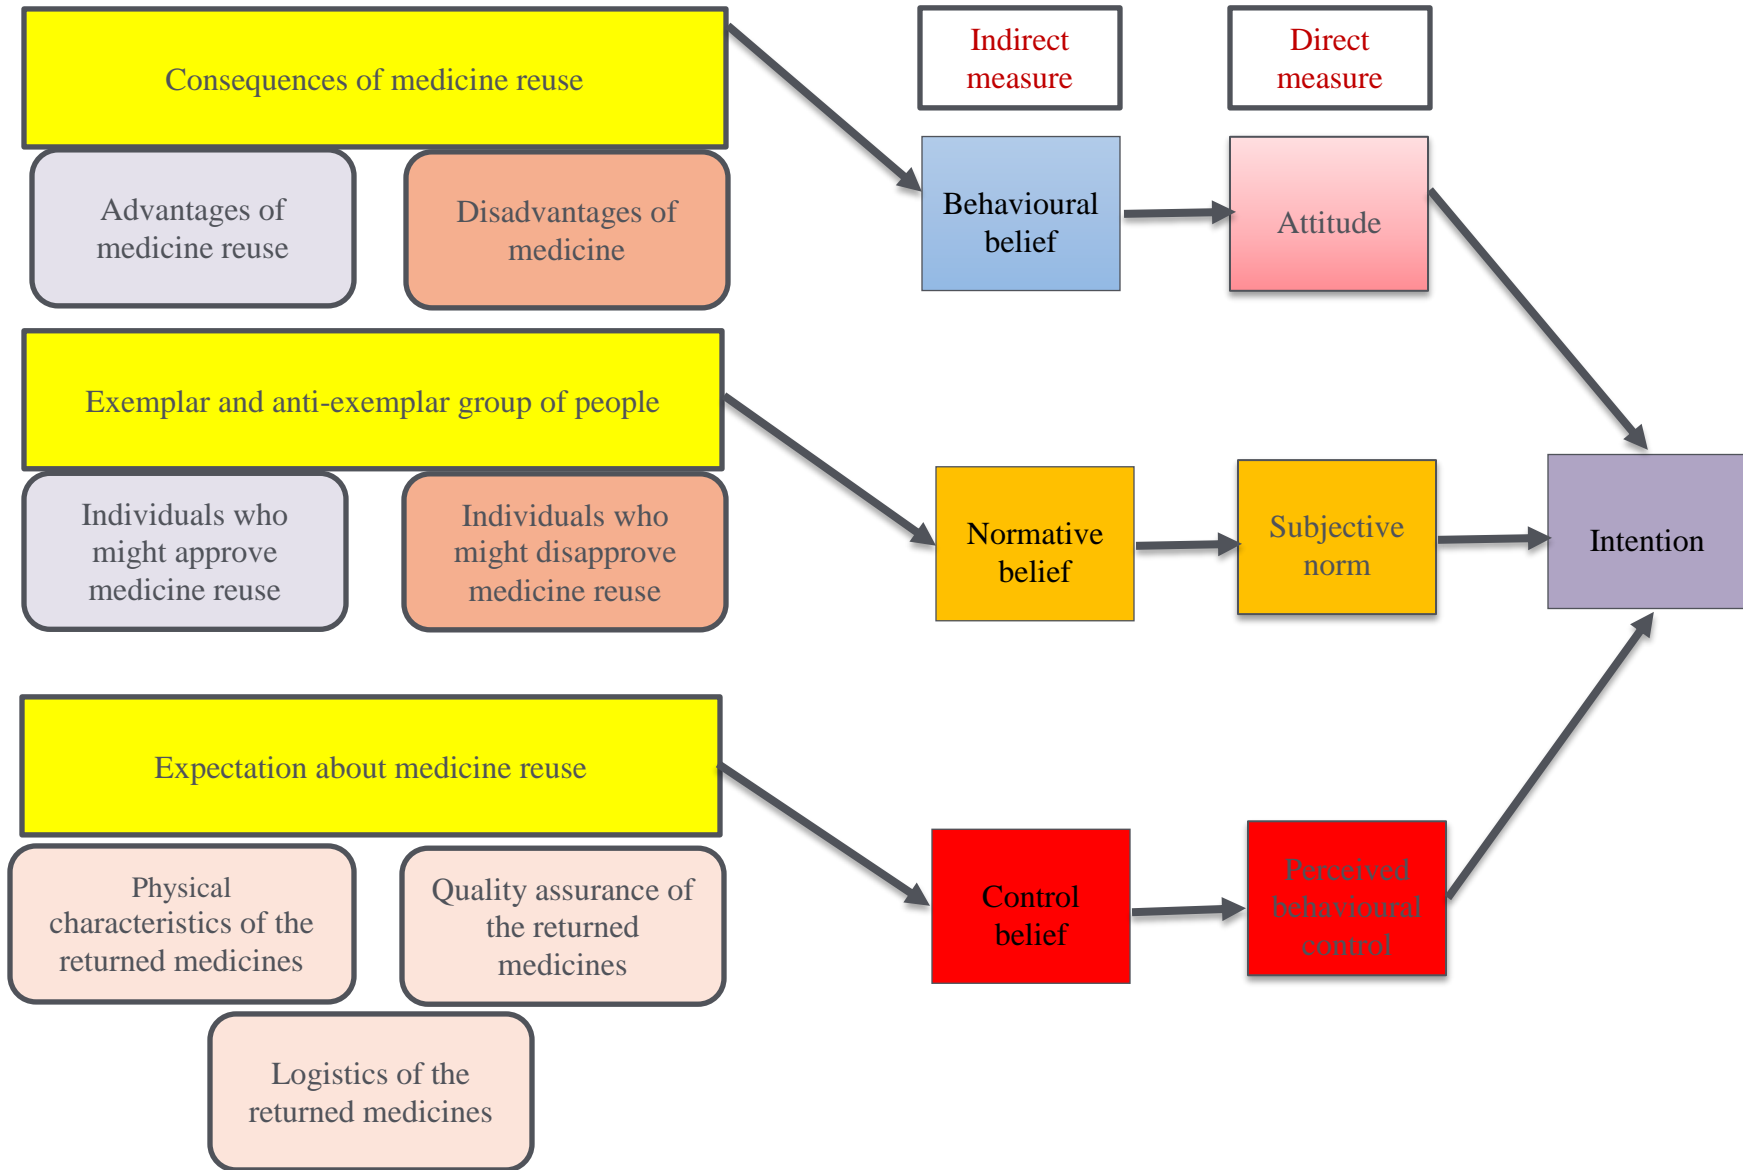 Consequences of medicine reuse
Advantages of
medicine reuse
Disadvantages of
medicine
Indirect
measure
Direct
measure
Behavioural
belief
Attitude
Exemplar and anti-exemplar group of people
Individuals who
might approve
medicine reuse
Individuals who
might disapprove
medicine reuse
Normative
belief
Subjective
norm
Intention
Expectation about medicine reuse
Physical
characteristics of the
returned medicines
Quality assurance of
the returned
medicines
Logistics of the
returned medicines
Control
belief
Perceived
behavioural
control